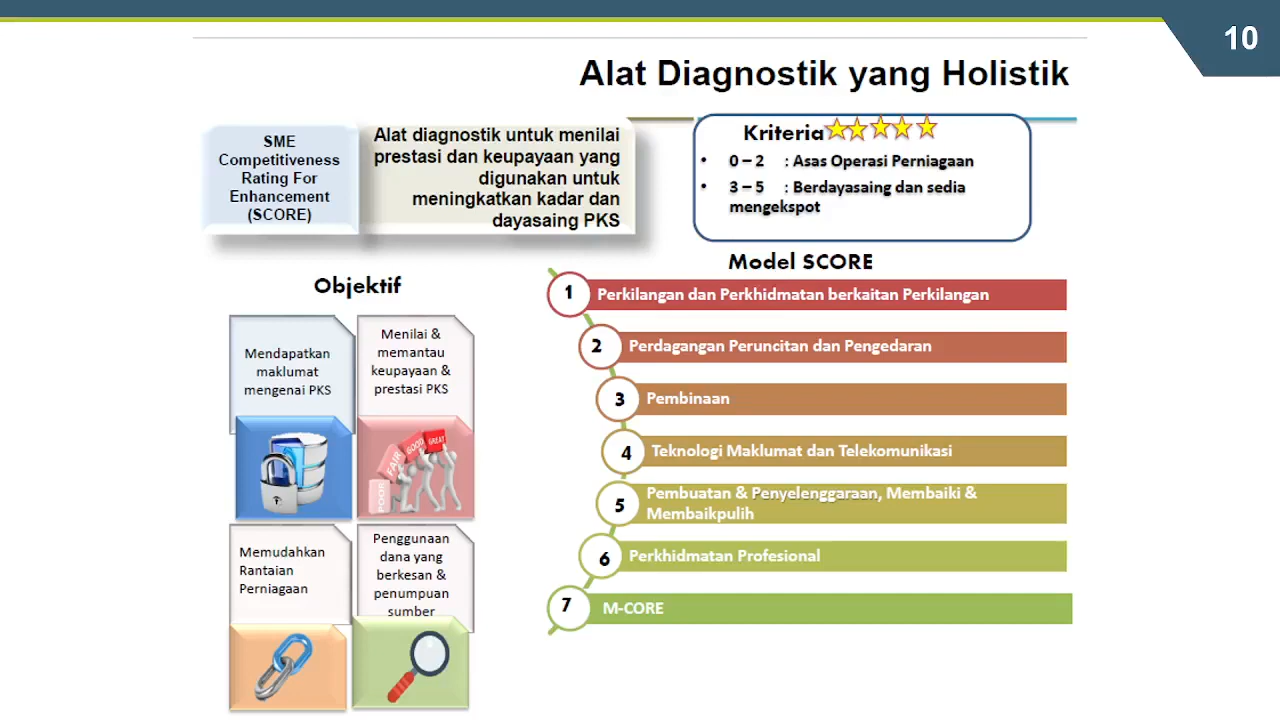 10
Alat Diagnostik yang Holistik
SME
Competitiveness
Rating For
Enhancement
(SCORE)
Alat diagnostik untuk menilai
prestasi dan keupayaan yang
digunakan untuk
meningkatkan kadar dan
dayasaing PKS
Kriteria
• 0 – 2 : Asas Operasi Perniagaan
• 3 – 5 : Berdayasaing dan sedia
mengekspot
Objektif
Mendapatkan
maklumat
mengenai PKS
Menilai &
memantau
keupayaan &
prestasi PKS
POOR
FAIR
GOOD
GREAT
Memudahkan
Rantaian
Perniagaan
Penggunaan
dana yang
berkesan &
penumpuan
sumber
Model SCORE
1 Perkilangan dan Perkhidmatan berkaitan Perkilangan
2 Perdagangan Peruncitan dan Pengedaran
3 Pembinaan
4 Teknologi Maklumat dan Telekomunikasi
5 Pembuatan & Penyelenggaraan, Membaiki &
Membaikpulih
6 Perkhidmatan Profesional
7 M-CORE